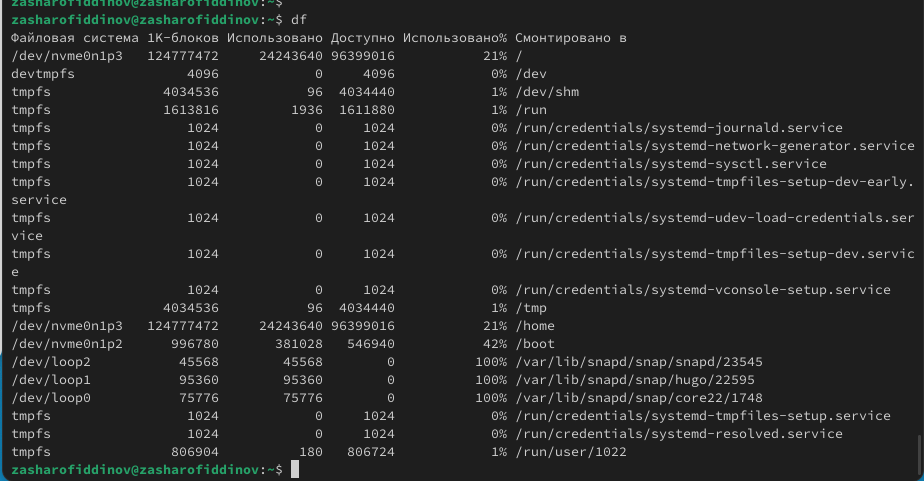 zasharofiddinov@zasharofiddinov:~$
zasharofiddinov@zasharofiddinov:~$ df
Файловая система 1K-блоков Использовано Доступно Использовано% Смонтировано в
/dev/nvme0n1p3   124777472     24243640 96399016           21% /
devtmpfs              4096            0     4096            0% /dev
tmpfs              4034536           96  4034440            1% /dev/shm
tmpfs              1613816         1936  1611880            1% /run
tmpfs                 1024            0     1024            0% /run/credentials/systemd-journald.service
tmpfs                 1024            0     1024            0% /run/credentials/systemd-network-generator.service
tmpfs                 1024            0     1024            0% /run/credentials/systemd-sysctl.service
tmpfs                 1024            0     1024            0% /run/credentials/systemd-tmpfiles-setup-dev-early.
service
tmpfs                 1024            0     1024            0% /run/credentials/systemd-udev-load-credentials.ser
vice
tmpfs                 1024            0     1024            0% /run/credentials/systemd-tmpfiles-setup-dev.servic
e
tmpfs                 1024            0     1024            0% /run/credentials/systemd-vconsole-setup.service
tmpfs              4034536           96  4034440            1% /tmp
/dev/nvme0n1p3   124777472     24243640 96399016           21% /home
/dev/nvme0n1p2      996780       381028   546940           42% /boot
/dev/loop2           45568        45568        0          100% /var/lib/snapd/snap/snapd/23545
/dev/loop1           95360        95360        0          100% /var/lib/snapd/snap/hugo/22595
/dev/loop0           75776        75776        0          100% /var/lib/snapd/snap/core22/1748
tmpfs                 1024            0     1024            0% /run/credentials/systemd-tmpfiles-setup.service
tmpfs                 1024            0     1024            0% /run/credentials/systemd-resolved.service
tmpfs               806904          180   806724            1% /run/user/1022
zasharofiddinov@zasharofiddinov:~$